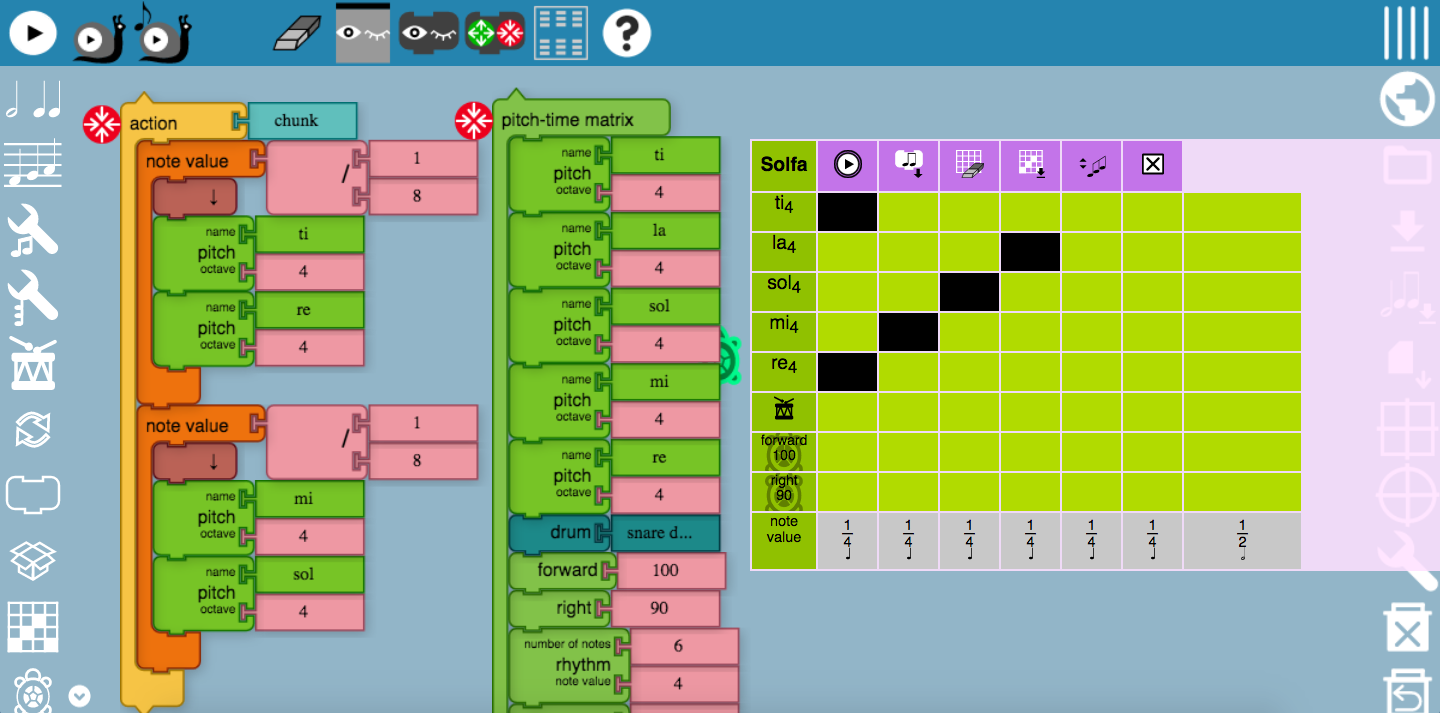 ?
action
chunk
note value
/
1
8
↓
name
pitch
octave
ti
4
name
pitch
octave
re
4
note value
/
1
8
↓
name
pitch
octave
mi
4
name
pitch
octave
sol
4
pitch-time matrix
name
pitch
octave
ti
4
name
pitch
octave
la
4
name
pitch
octave
sol
4
name
pitch
octave
mi
4
name
pitch
octave
re
4
drum
snare d...
forward
100
right
90
number of notes
rhythm
note value
6
4
Solfa
ti4
la4
sol4
mi4
re4
forward
100
right
90
note
value
1
4
1
4
1
4
1
4
1
4
1
4
1
2